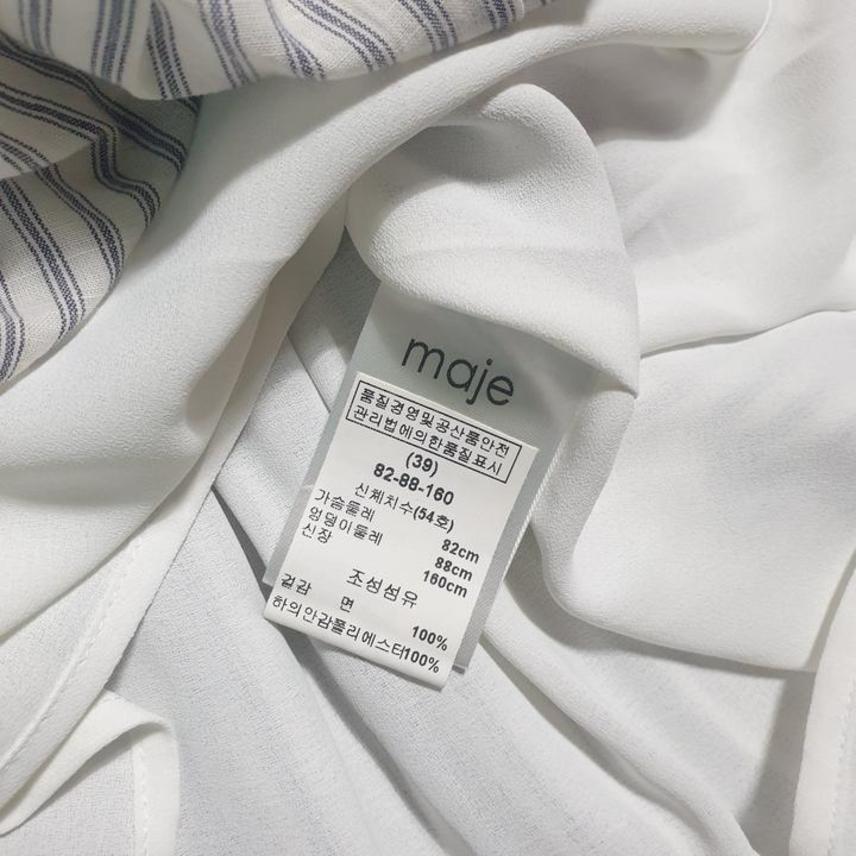 maje
품질경영및공산품안전
관리법에의한품질표시
(39)
82-88-160
신체치수(54호)
가슴둘레 82cm
엉덩이둘레 88cm
신장 160cm
조성섬유
겉감 면 100%
하의안감폴리에스터100%